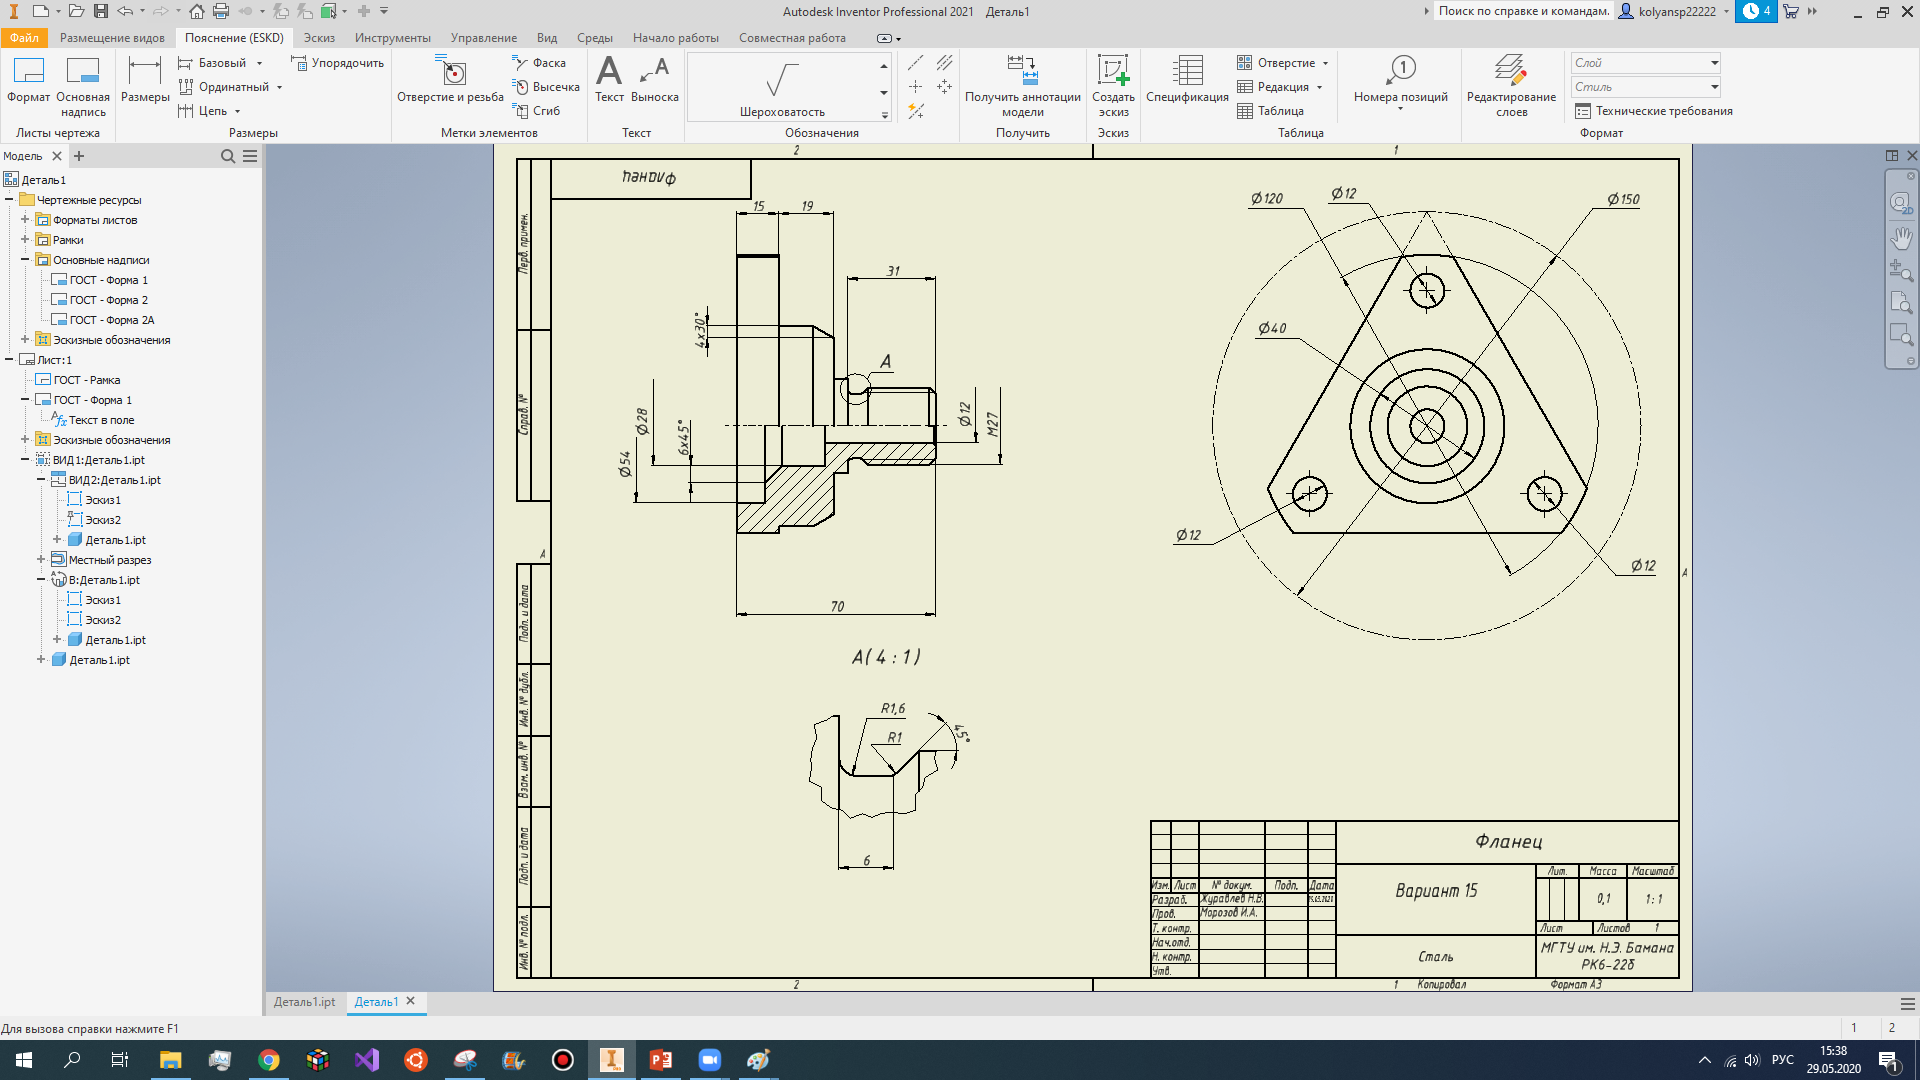 Autodesk Inventor Professional 2021 Деталь1
Поиск по справке и командам.
kolyansp22222
4
Файл
Размещение видов
Пояснение (ESKD)
Эскиз
Инструменты
Управление
Вид
Среды
Начало работы
Совместная работа
Формат
Основная надпись
Листы чертежа
Размеры
Базовый
Ординатный
Цепь
Упорядочить
Размеры
Отверстие и резьба
Фаска
Высечка
Сгиб
Метки элементов
Текст
Выноска
Текст
Шероховатость
Обозначения
Получить аннотации модели
Получить
Создать эскиз
Эскиз
Спецификация
Отверстие
Редакция
Таблица
Номера позиций
Таблица
Редактирование слоев
Слой
Стиль
Технические требования
Формат
Модель
Деталь1
Чертежные ресурсы
Форматы листов
Рамки
Основные надписи
ГОСТ - Форма 1
ГОСТ - Форма 2
ГОСТ - Форма 2А
Эскизные обозначения
Лист:1
ГОСТ - Рамка
ГОСТ - Форма 1
Текст в поле
Эскизные обозначения
ВИД1:Деталь1.ipt
ВИД2:Деталь1.ipt
Эскиз1
Эскиз2
Деталь1.ipt
Местный разрез
В:Деталь1.ipt
Эскиз1
Эскиз2
Деталь1.ipt
Деталь1.ipt
2
1
Фланец
Перв. примен.
Справ. №
A
Подп. и дата
Инв. № дубл.
Взам. инв. №
Подп. и дата
Инв. № подл.
15
19
31
4x30°
A
Ø28
Ø54
6x45°
Ø12
M27
70
Ø120
Ø12
Ø150
Ø40
Ø12
Ø12
A
A( 4 : 1 )
R1,6
R1
45°
6
Фланец
Вариант 15
Лит.
Масса
Масштаб
0,1
1 : 1
Лист
Листов 1
Сталь
МГТУ им. Н.Э. Бамана
РК6-22б
Изм. Лист № докум. Подп. Дата
Разраб. Журавлев Н.В.
Пров. Морозов И.А.
Т. контр.
Нач.отд.
Н. контр.
Утв.
2
1
Копировал
Формат А3
Деталь1.ipt
Деталь1
Для вызова справки нажмите F1
1
2
РУС
15:38
29.05.2020
1